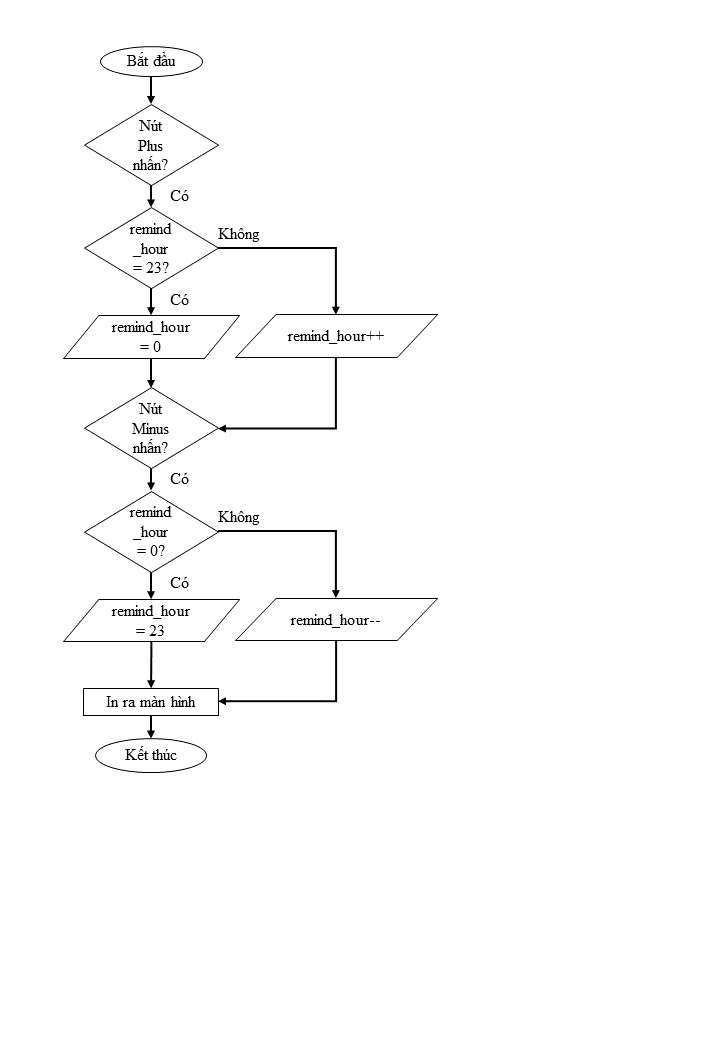 Bắt đầu
Nút
Plus
nhấn?
Có
remind
_hour
= 23?
Không
Có
remind_hour
= 0
remind_hour++
Nút
Minus
nhấn?
Có
remind
_hour
= 0?
Không
Có
remind_hour
= 23
remind_hour--
In ra màn hình
Kết thúc